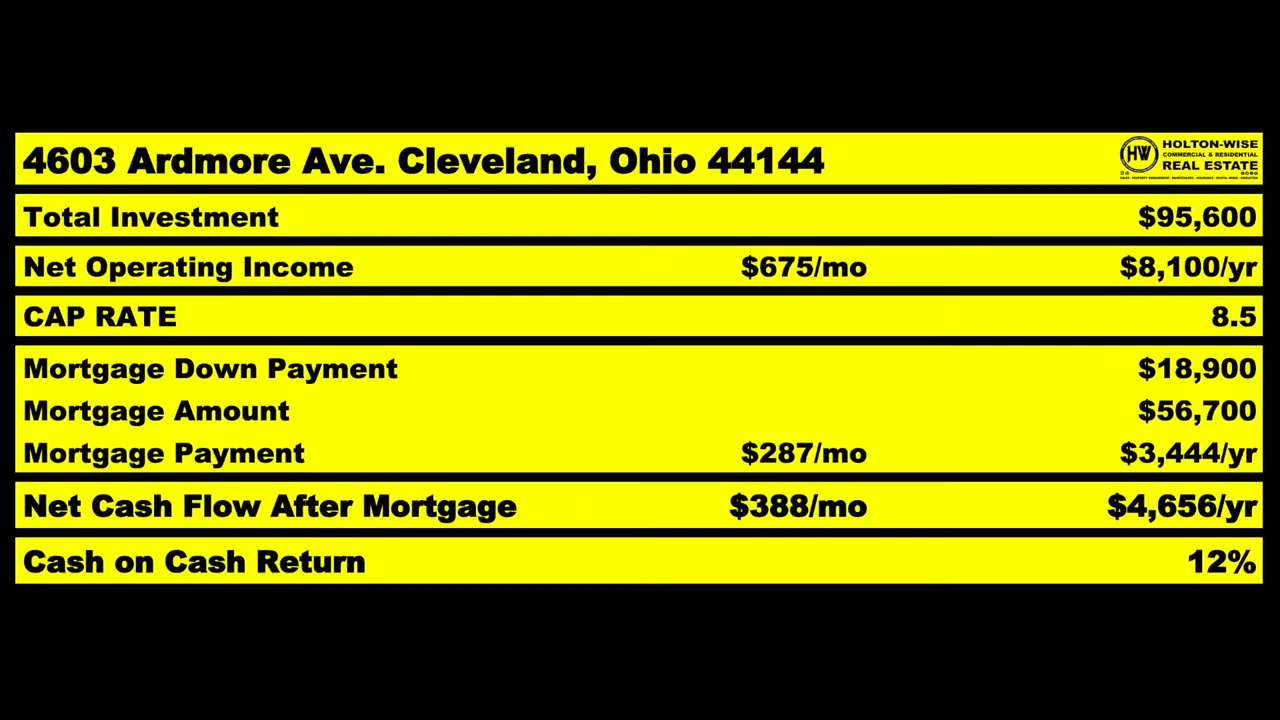 4603 Ardmore Ave. Cleveland, Ohio 44144
HW
HOLTON-WISE
COMMERCIAL & RESIDENTIAL
REAL ESTATE
Total Investment $95,600
Net Operating Income $675/mo $8,100/yr
CAP RATE 8.5
Mortgage Down Payment $18,900
Mortgage Amount $56,700
Mortgage Payment $287/mo $3,444/yr
Net Cash Flow After Mortgage $388/mo $4,656/yr
Cash on Cash Return 12%